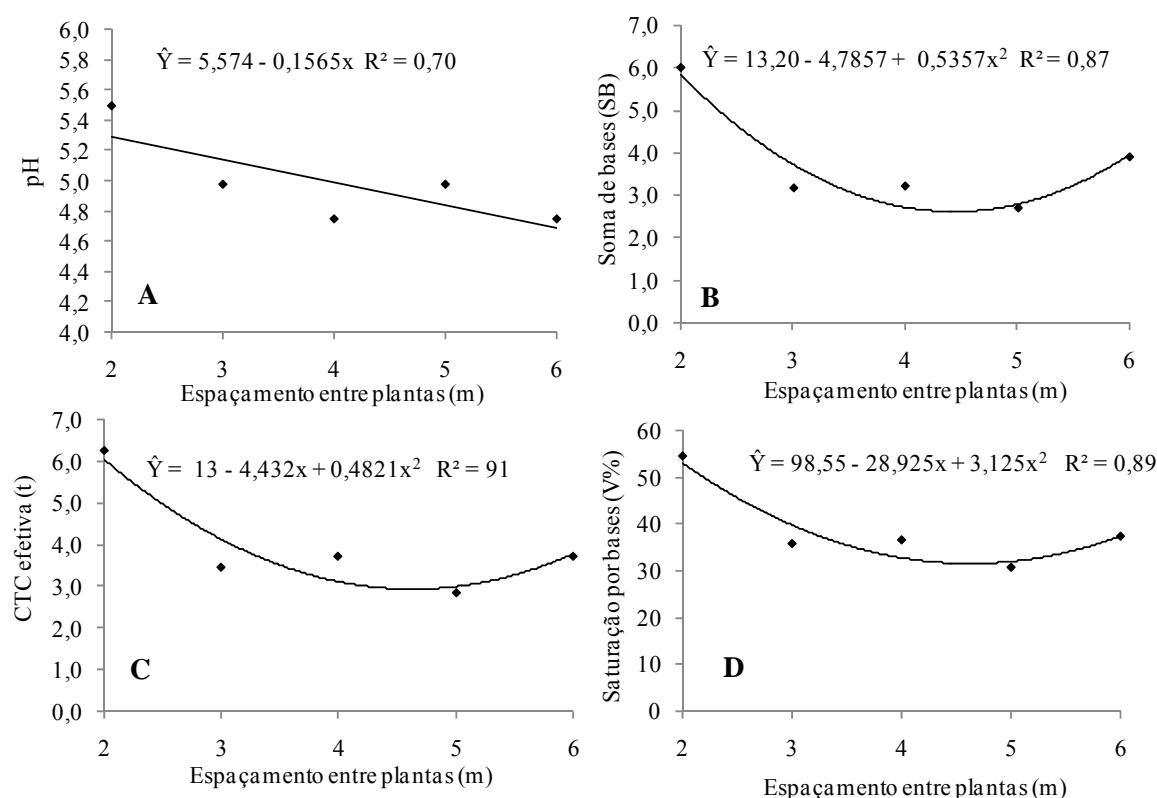 Ŷ = 5,574 - 0,1565x R² = 0,70
pH
6,0
5,8
5,6
5,4
5,2
5,0
4,8
4,6
4,4
4,2
4,0
A
2 3 4 5 6
Espaçamento entre plantas (m)
Ŷ = 13,20 - 4,7857 + 0,5357x² R² = 0,87
Soma de bases (SB)
7,0
6,0
5,0
4,0
3,0
2,0
1,0
0,0
B
2 3 4 5 6
Espaçamento entre plantas (m)
Ŷ = 13 - 4,432x + 0,4821x² R² = 91
CTC efetiva (t)
7,0
6,0
5,0
4,0
3,0
2,0
1,0
0,0
C
2 3 4 5 6
Espaçamento entre plantas (m)
Ŷ = 98,55 - 28,925x + 3,125x² R² = 0,89
Saturação por bases (V%)
60
50
40
30
20
10
0
D
2 3 4 5 6
Espaçamento entre plantas (m)